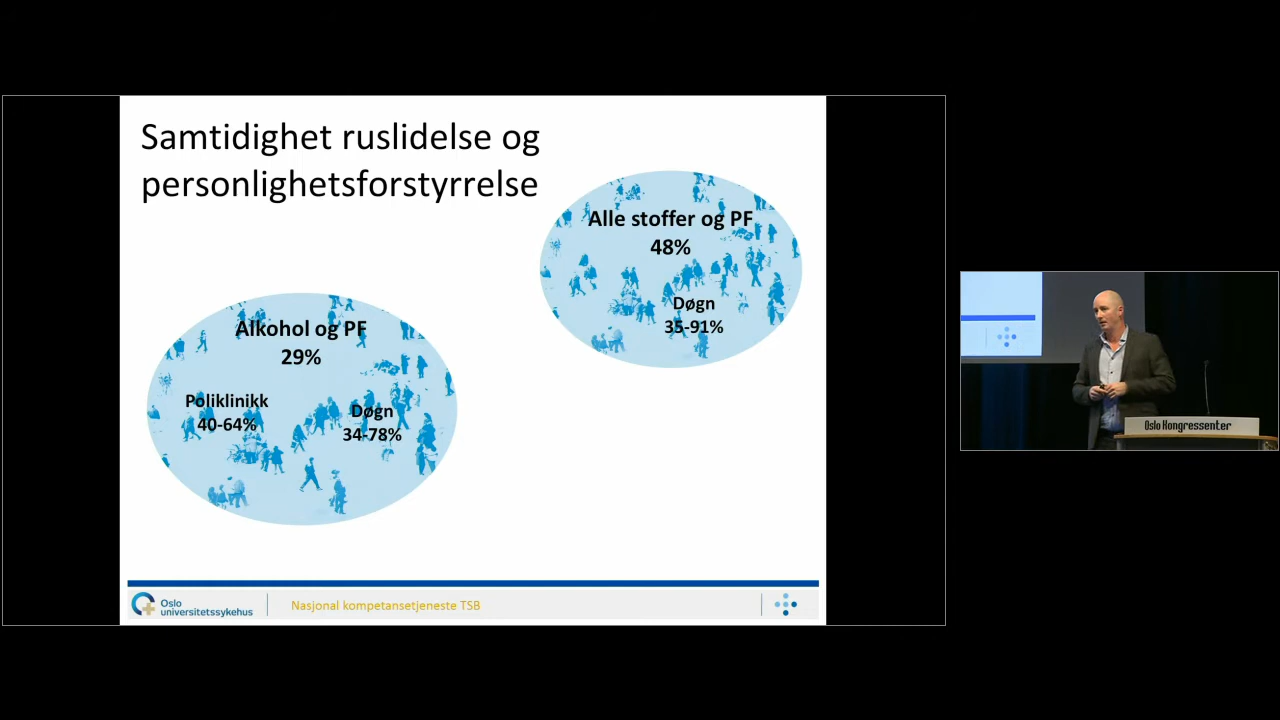 Samtidighet ruslidelse og
personlighetsforstyrrelse
Alle stoffer og PF
48%
Døgn
35-91%
Alkohol og PF
29%
Poliklinikk
40-64%
Døgn
34-78%
Oslo
universitetssykehus
Nasjonal kompetansetjeneste TSB
Oslo Kongressenter